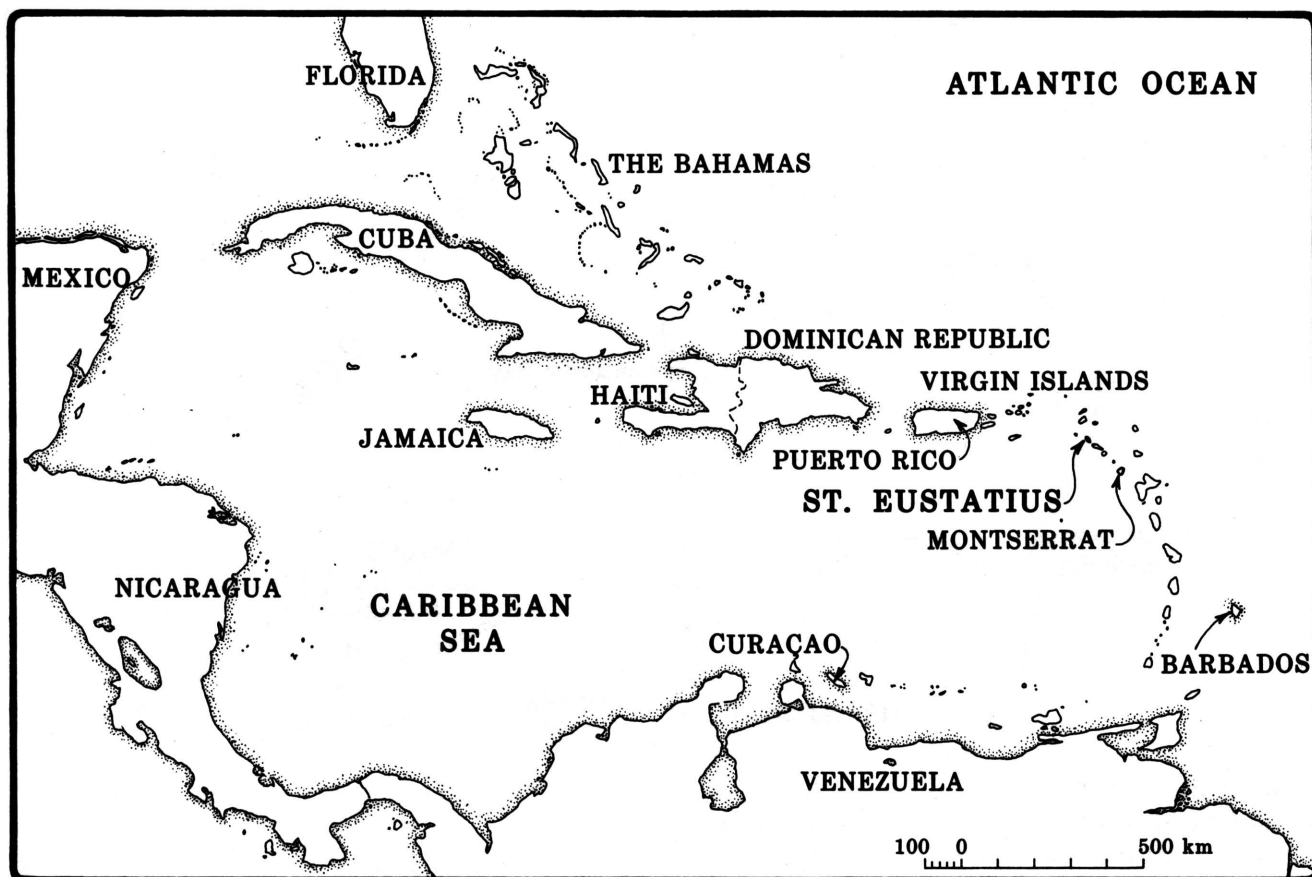 FLORIDA
ATLANTIC OCEAN
THE BAHAMAS
CUBA
MEXICO
DOMINICAN REPUBLIC
VIRGIN ISLANDS
HAITI
JAMAICA
PUERTO RICO
ST. EUSTATIUS
MONTSERRAT
NICARAGUA
CARIBBEAN
SEA
CURAÇAO
BARBADOS
VENEZUELA
100 0 500 km